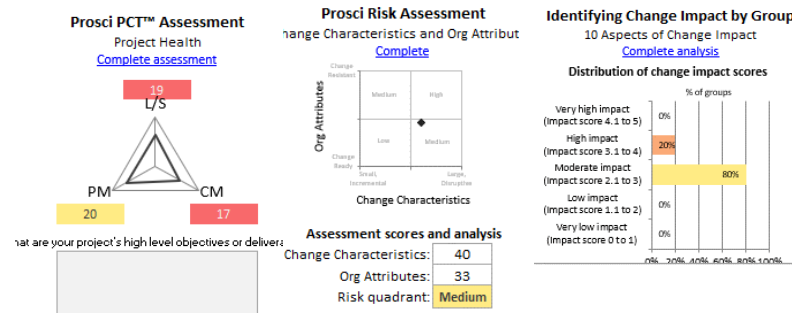 Prosci PCT™ Assessment
Project Health
Complete assessment
19
L/S
PM
CM
20
17
at are your project's high level objectives or delivera
Prosci Risk Assessment
hange Characteristics and Org Attribut
Complete
Org Attributes
Change
Resistant
Medium
High
Low
Medium
Change
Ready
Small,
Incremental
Large,
Disruptive
Change Characteristics
Assessment scores and analysis
Change Characteristics: 40
Org Attributes: 33
Risk quadrant: Medium
Identifying Change Impact by Group
10 Aspects of Change Impact
Complete analysis
Distribution of change impact scores
% of groups
Very high impact
(Impact score 4.1 to 5)
0%
High impact
(Impact score 3.1 to 4)
20%
Moderate impact
(Impact score 2.1 to 3)
80%
Low impact
(Impact score 1.1 to 2)
0%
Very low impact
(Impact score 0 to 1)
0%
0% 20% 40% 60% 80% 100%